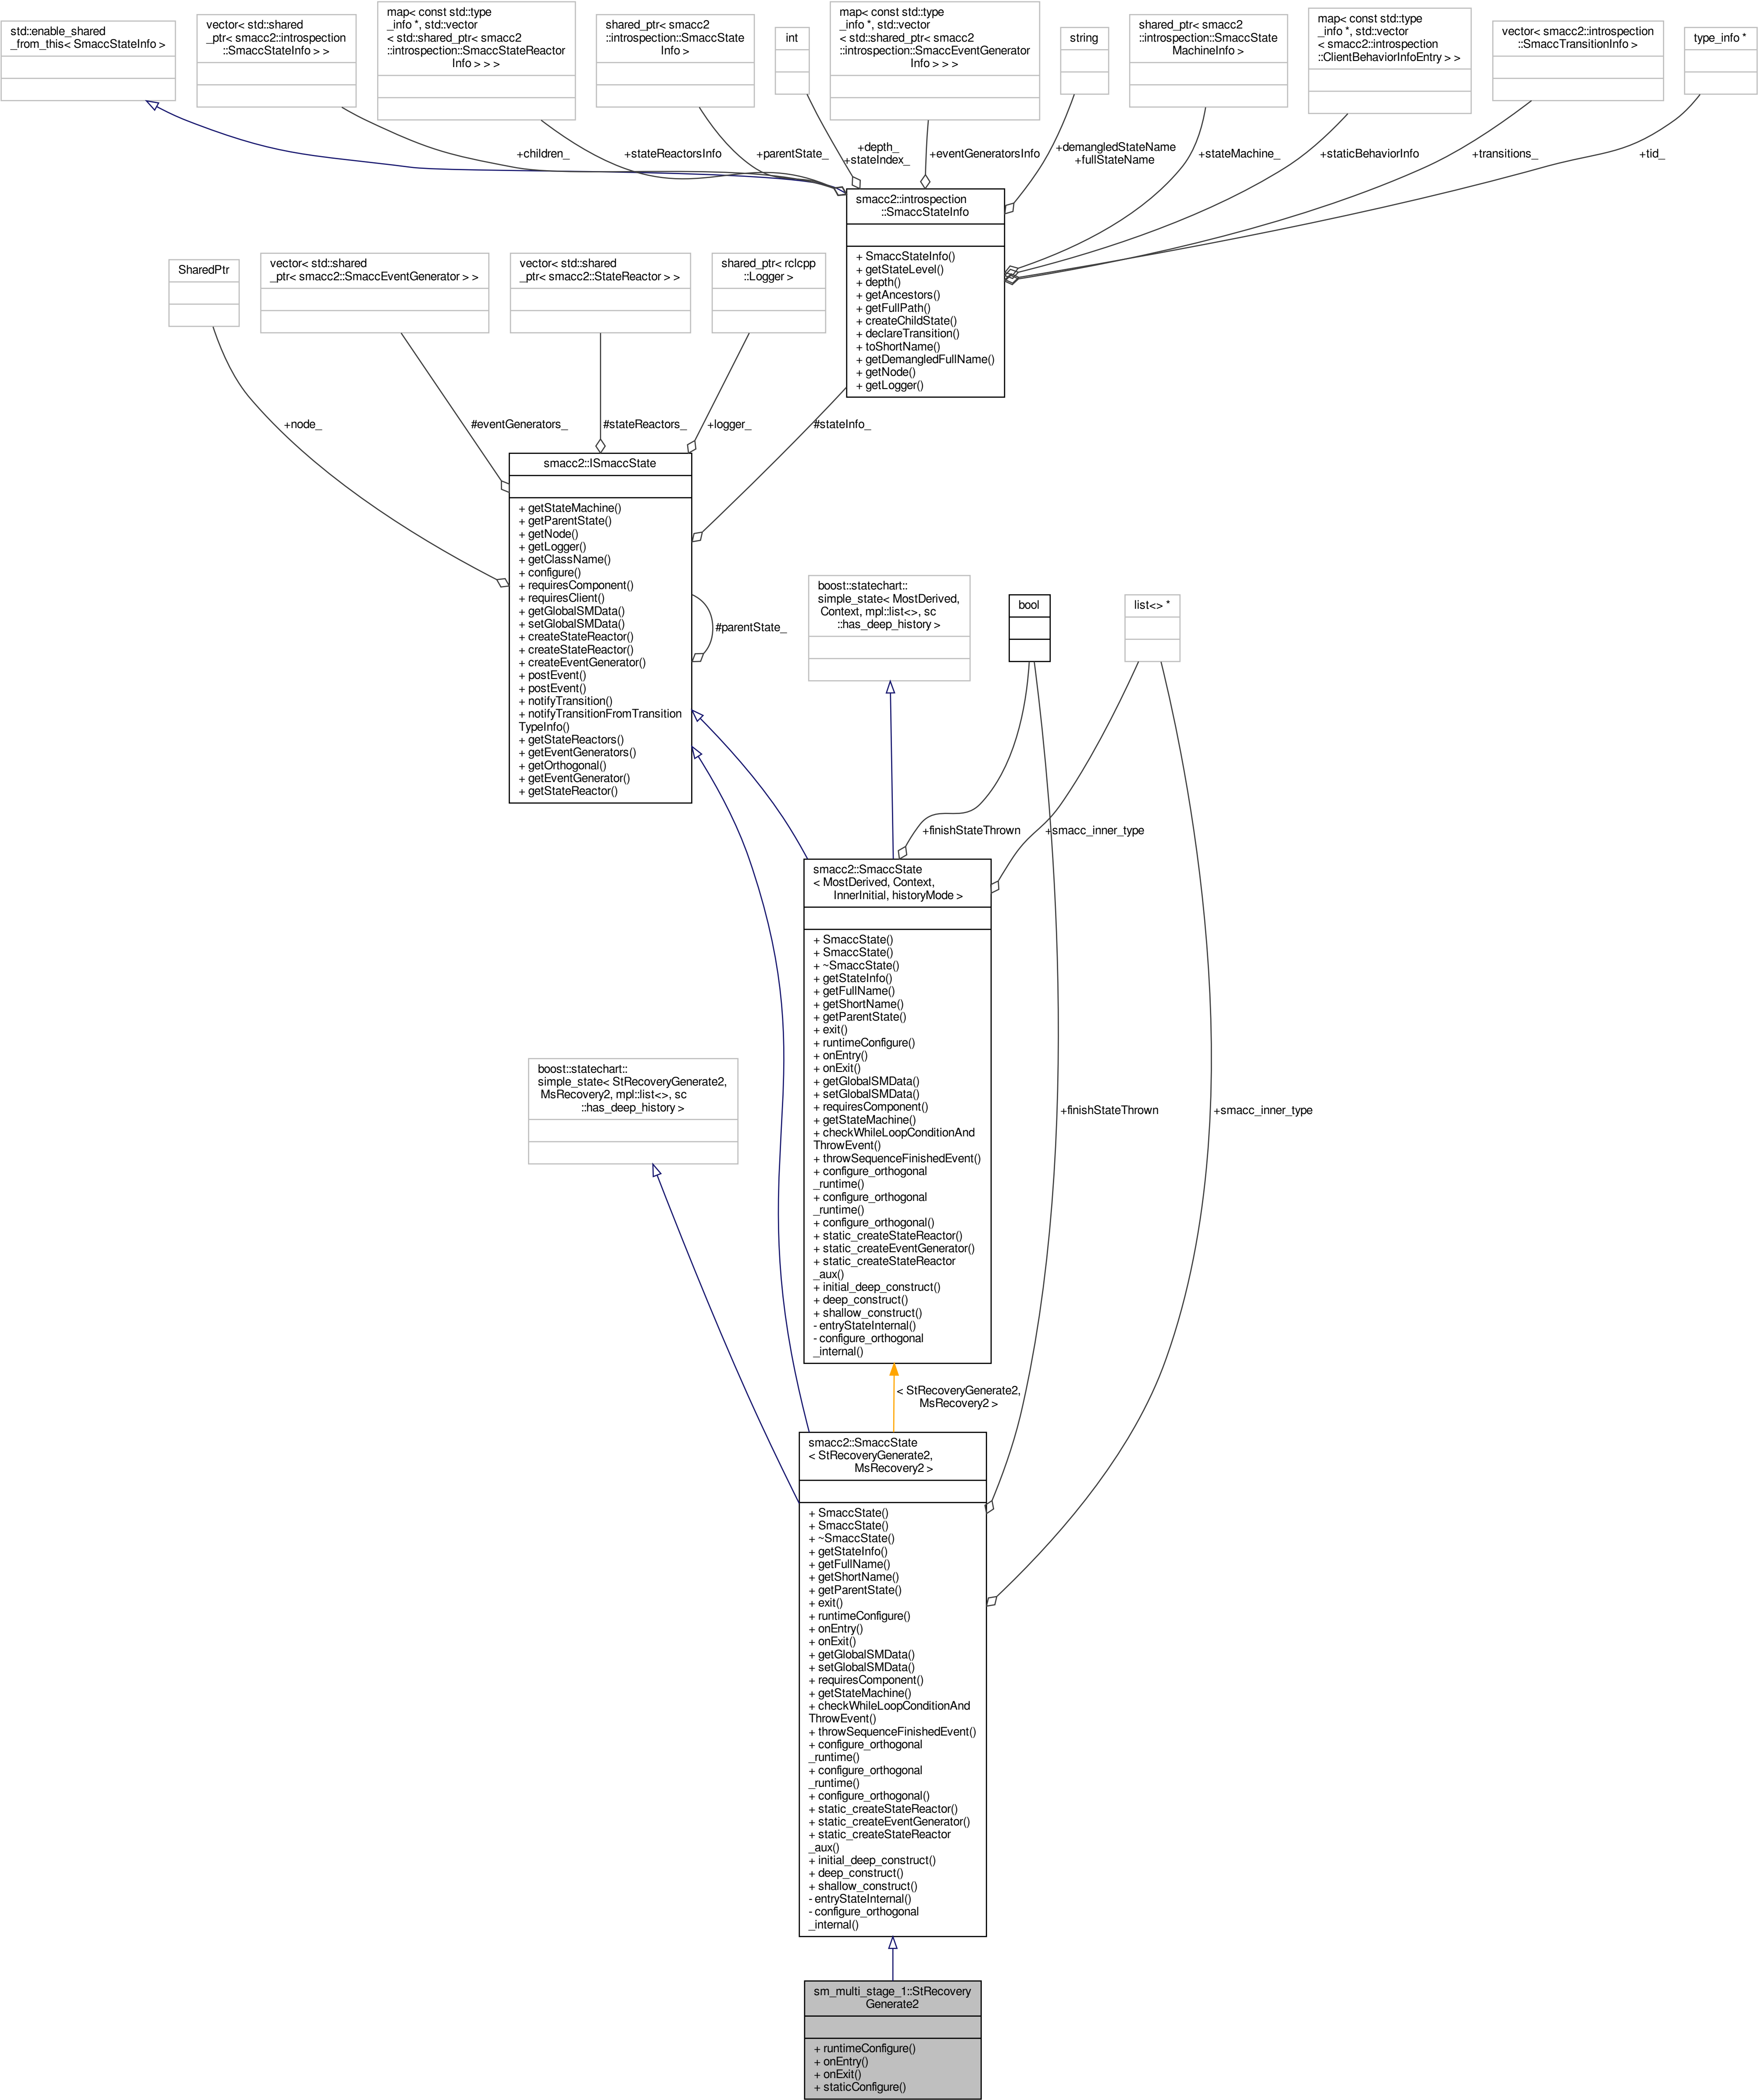 std::enable_shared
_from_this< SmaccStateInfo >
vector< std::shared
_ptr< smacc2::introspection
::SmaccStateInfo > >
map< const std::type
_info *, std::vector
< std::shared_ptr< smacc2
::introspection::SmaccStateReactor
Info > > >
shared_ptr< smacc2
::introspection::SmaccState
Info >
int
map< const std::type
_info *, std::vector
< std::shared_ptr< smacc2
::introspection::SmaccEventGenerator
Info > > >
string
shared_ptr< smacc2
::introspection::SmaccState
MachineInfo >
map< const std::type
_info *, std::vector
< smacc2::introspection
::ClientBehaviorInfoEntry > >
vector< smacc2::introspection
::SmaccTransitionInfo >
type_info *
+children_
+stateReactorsInfo
+parentState_
+depth_
+stateIndex_
+eventGeneratorsInfo
+demangledStateName
+fullStateName
+stateMachine_
+staticBehaviorInfo
+transitions_
+tid_
smacc2::introspection
::SmaccStateInfo
+ SmaccStateInfo()
+ getStateLevel()
+ depth()
+ getAncestors()
+ getFullPath()
+ createChildState()
+ declareTransition()
+ toShortName()
+ getDemangledFullName()
+ getNode()
+ getLogger()
SharedPtr
vector< std::shared
_ptr< smacc2::SmaccEventGenerator > >
vector< std::shared
_ptr< smacc2::StateReactor > >
shared_ptr< rclcpp
::Logger >
+node_
#eventGenerators_
#stateReactors_
+logger_
#stateInfo_
smacc2::ISmaccState
+ getStateMachine()
+ getParentState()
+ getNode()
+ getLogger()
+ getClassName()
+ configure()
+ requiresComponent()
+ requiresClient()
+ getGlobalSMData()
+ setGlobalSMData()
+ createStateReactor()
+ createStateReactor()
+ createEventGenerator()
+ postEvent()
+ postEvent()
+ notifyTransition()
+ notifyTransitionFromTransition
TypeInfo()
+ getStateReactors()
+ getEventGenerators()
+ getOrthogonal()
+ getEventGenerator()
+ getStateReactor()
#parentState_
boost::statechart::
simple_state< MostDerived,
Context, mpl::list<>, sc
::has_deep_history >
bool
list<> *
+finishStateThrown
+smacc_inner_type
smacc2::SmaccState
< MostDerived, Context,
InnerInitial, historyMode >
+ SmaccState()
+ SmaccState()
+ ~SmaccState()
+ getStateInfo()
+ getFullName()
+ getShortName()
+ getParentState()
+ exit()
+ runtimeConfigure()
+ onEntry()
+ onExit()
+ getGlobalSMData()
+ setGlobalSMData()
+ requiresComponent()
+ getStateMachine()
+ checkWhileLoopConditionAnd
ThrowEvent()
+ throwSequenceFinishedEvent()
+ configure_orthogonal
_runtime()
+ configure_orthogonal
_runtime()
+ configure_orthogonal()
+ static_createStateReactor()
+ static_createEventGenerator()
+ static_createStateReactor
_aux()
+ initial_deep_construct()
+ deep_construct()
+ shallow_construct()
- entryStateInternal()
- configure_orthogonal
_internal()
boost::statechart::
simple_state< StRecoveryGenerate2,
MsRecovery2, mpl::list<>, sc
::has_deep_history >
+finishStateThrown
+smacc_inner_type
< StRecoveryGenerate2,
MsRecovery2 >
smacc2::SmaccState
< StRecoveryGenerate2,
MsRecovery2 >
+ SmaccState()
+ SmaccState()
+ ~SmaccState()
+ getStateInfo()
+ getFullName()
+ getShortName()
+ getParentState()
+ exit()
+ runtimeConfigure()
+ onEntry()
+ onExit()
+ getGlobalSMData()
+ setGlobalSMData()
+ requiresComponent()
+ getStateMachine()
+ checkWhileLoopConditionAnd
ThrowEvent()
+ throwSequenceFinishedEvent()
+ configure_orthogonal
_runtime()
+ configure_orthogonal
_runtime()
+ configure_orthogonal()
+ static_createStateReactor()
+ static_createEventGenerator()
+ static_createStateReactor
_aux()
+ initial_deep_construct()
+ deep_construct()
+ shallow_construct()
- entryStateInternal()
- configure_orthogonal
_internal()
sm_multi_stage_1::StRecovery
Generate2
+ runtimeConfigure()
+ onEntry()
+ onExit()
+ staticConfigure()